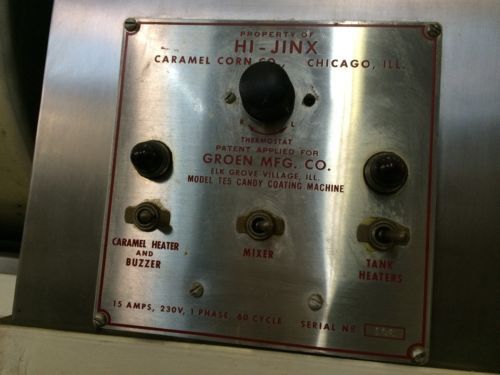 PROPERTY OF
HI-JINX
CARAMEL CORN CO., CHICAGO, ILL.
L
THERMOSTAT
PATENT APPLIED FOR
GROEN MFG. CO.
ELK GROVE VILLAGE, ILL.
MODEL TE5 CANDY COATING MACHINE
CARAMEL HEATER
AND
BUZZER
MIXER
TANK
HEATERS
15 AMPS, 230V, 1 PHASE, 60 CYCLE SERIAL NO